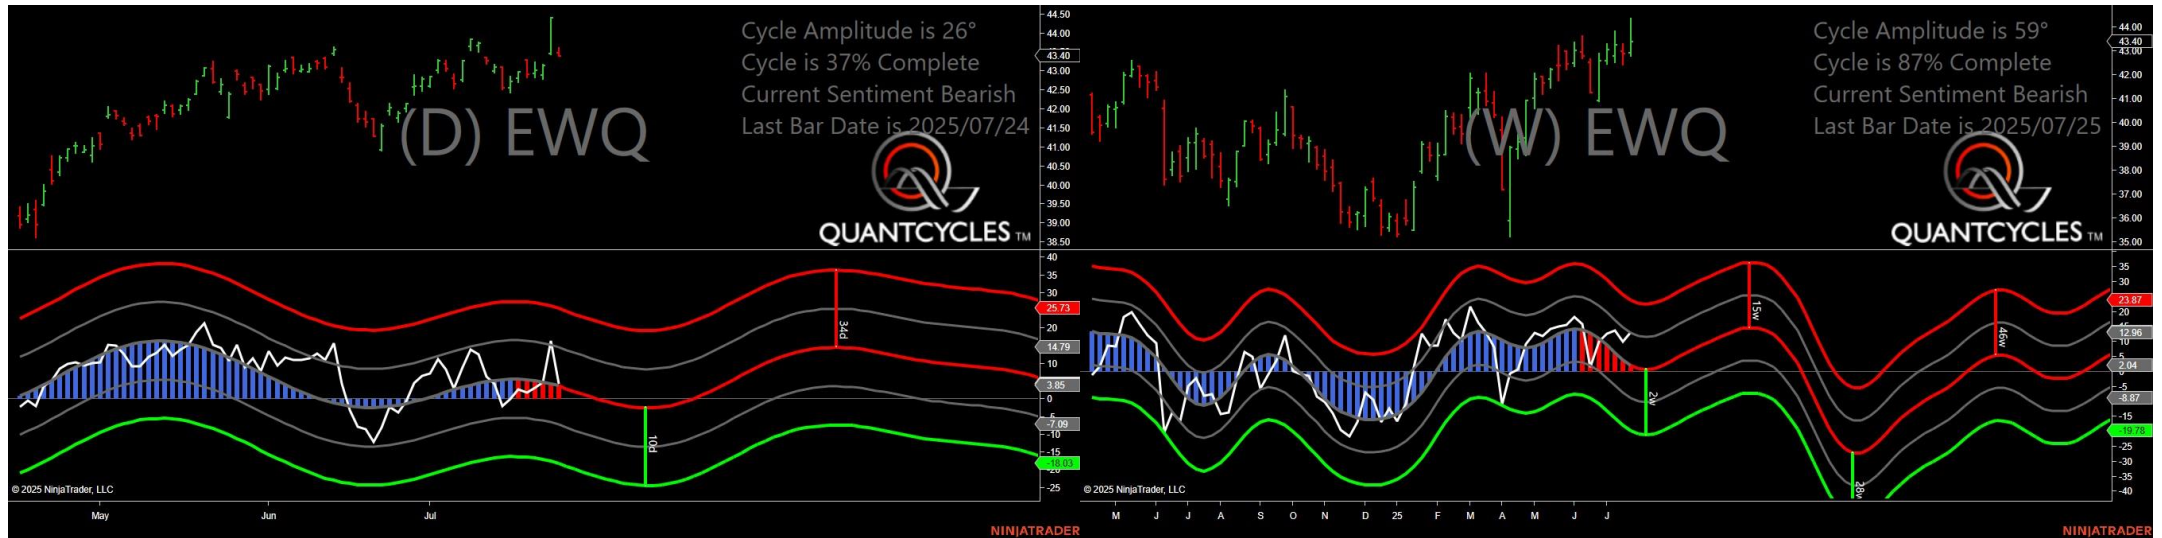 Cycle Amplitude is 26°
Cycle is 37% Complete
Current Sentiment Bearish
Last Bar Date is 2025/07/24
(D) EWQ
QUANTCYCLES TM
44.50
44.00
43.40
43.00
42.50
42.00
41.50
41.00
40.50
40.00
39.50
39.00
38.50
40
35
30
25.73
20
14.79
10
3.85
0
-7.09
-10
-15
-18.03
-20
-25
34d
10d
© 2025 NinjaTrader, LLC
May
Jun
Jul
NINJATRADER
Cycle Amplitude is 59°
Cycle is 87% Complete
Current Sentiment Bearish
Last Bar Date is 2025/07/25
(W) EWQ
QUANTCYCLES TM
44.00
43.40
43.00
42.00
41.00
40.00
39.00
38.00
37.00
36.00
35.00
35
30
23.87
20
15
12.96
10
5
2.04
-5
-8.87
-15
-19.78
-25
-30
-35
-40
15w
46w
2w
28w
© 2025 NinjaTrader, LLC
M
J
J
A
S
O
N
D
25
F
M
A
M
J
J
NINJATRADER